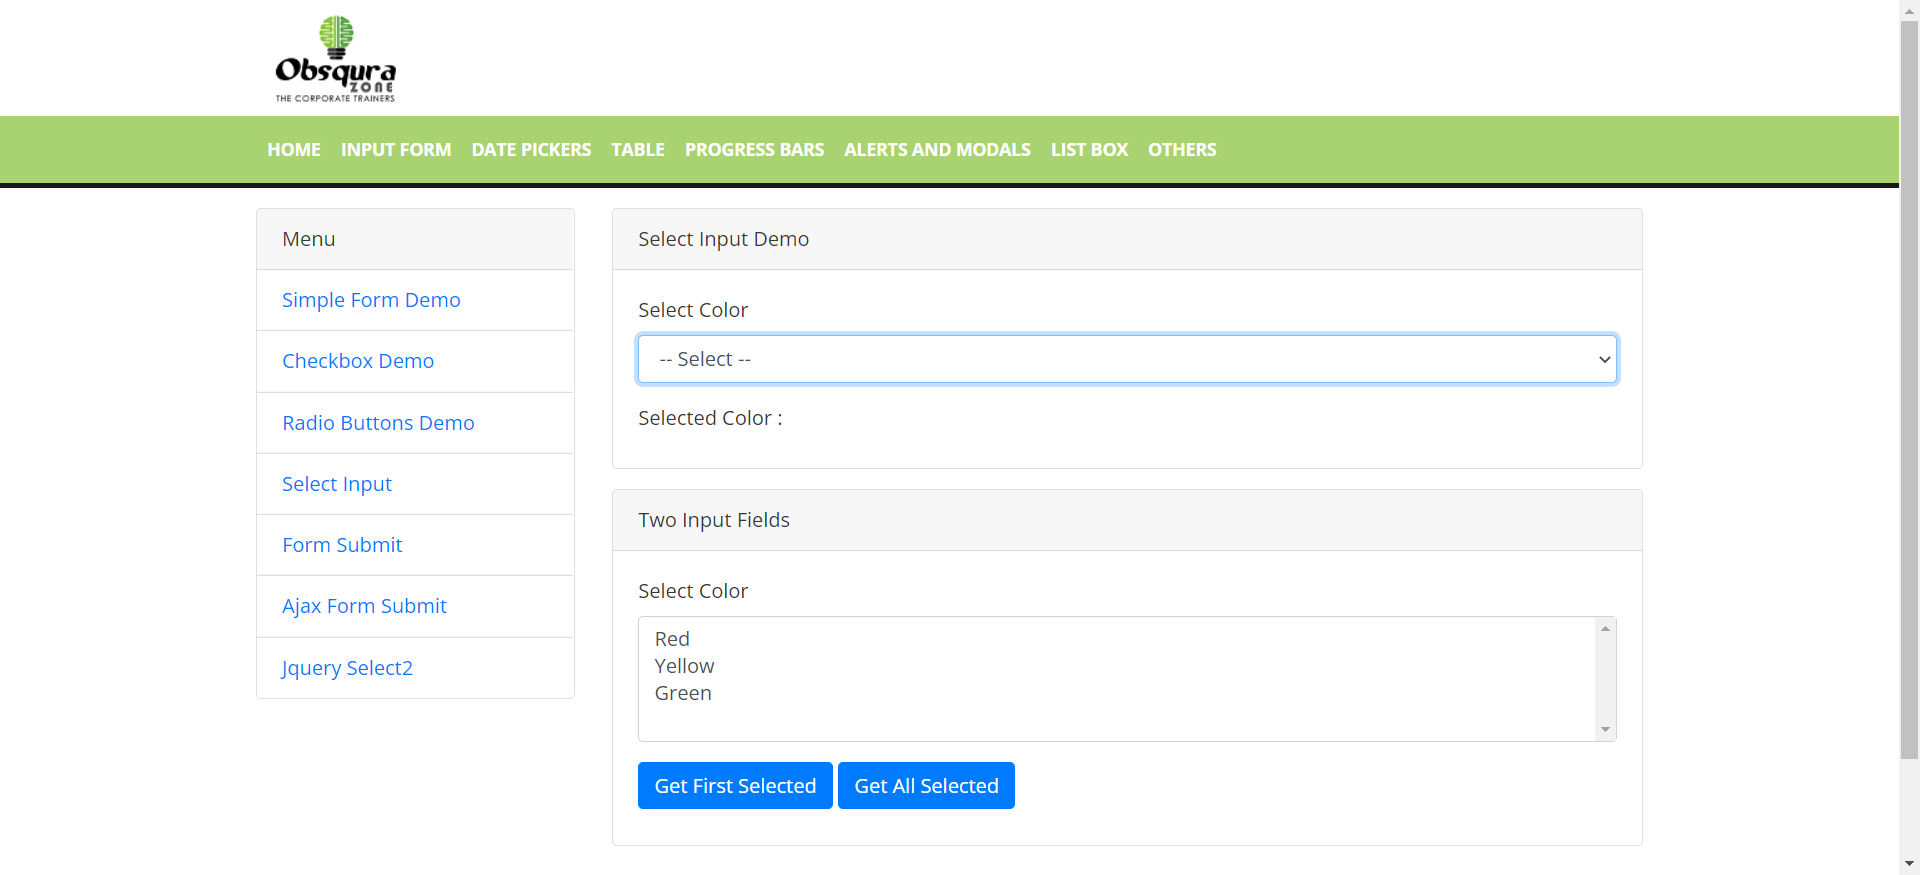 Obsqura
ZONE
THE CORPORATE TRAINERS
HOME INPUT FORM DATE PICKERS TABLE PROGRESS BARS ALERTS AND MODALS LIST BOX OTHERS
Menu
Simple Form Demo
Checkbox Demo
Radio Buttons Demo
Select Input
Form Submit
Ajax Form Submit
Jquery Select2
Select Input Demo
Select Color
-- Select --
Selected Color :
Two Input Fields
Select Color
Red
Yellow
Green
Get First Selected Get All Selected